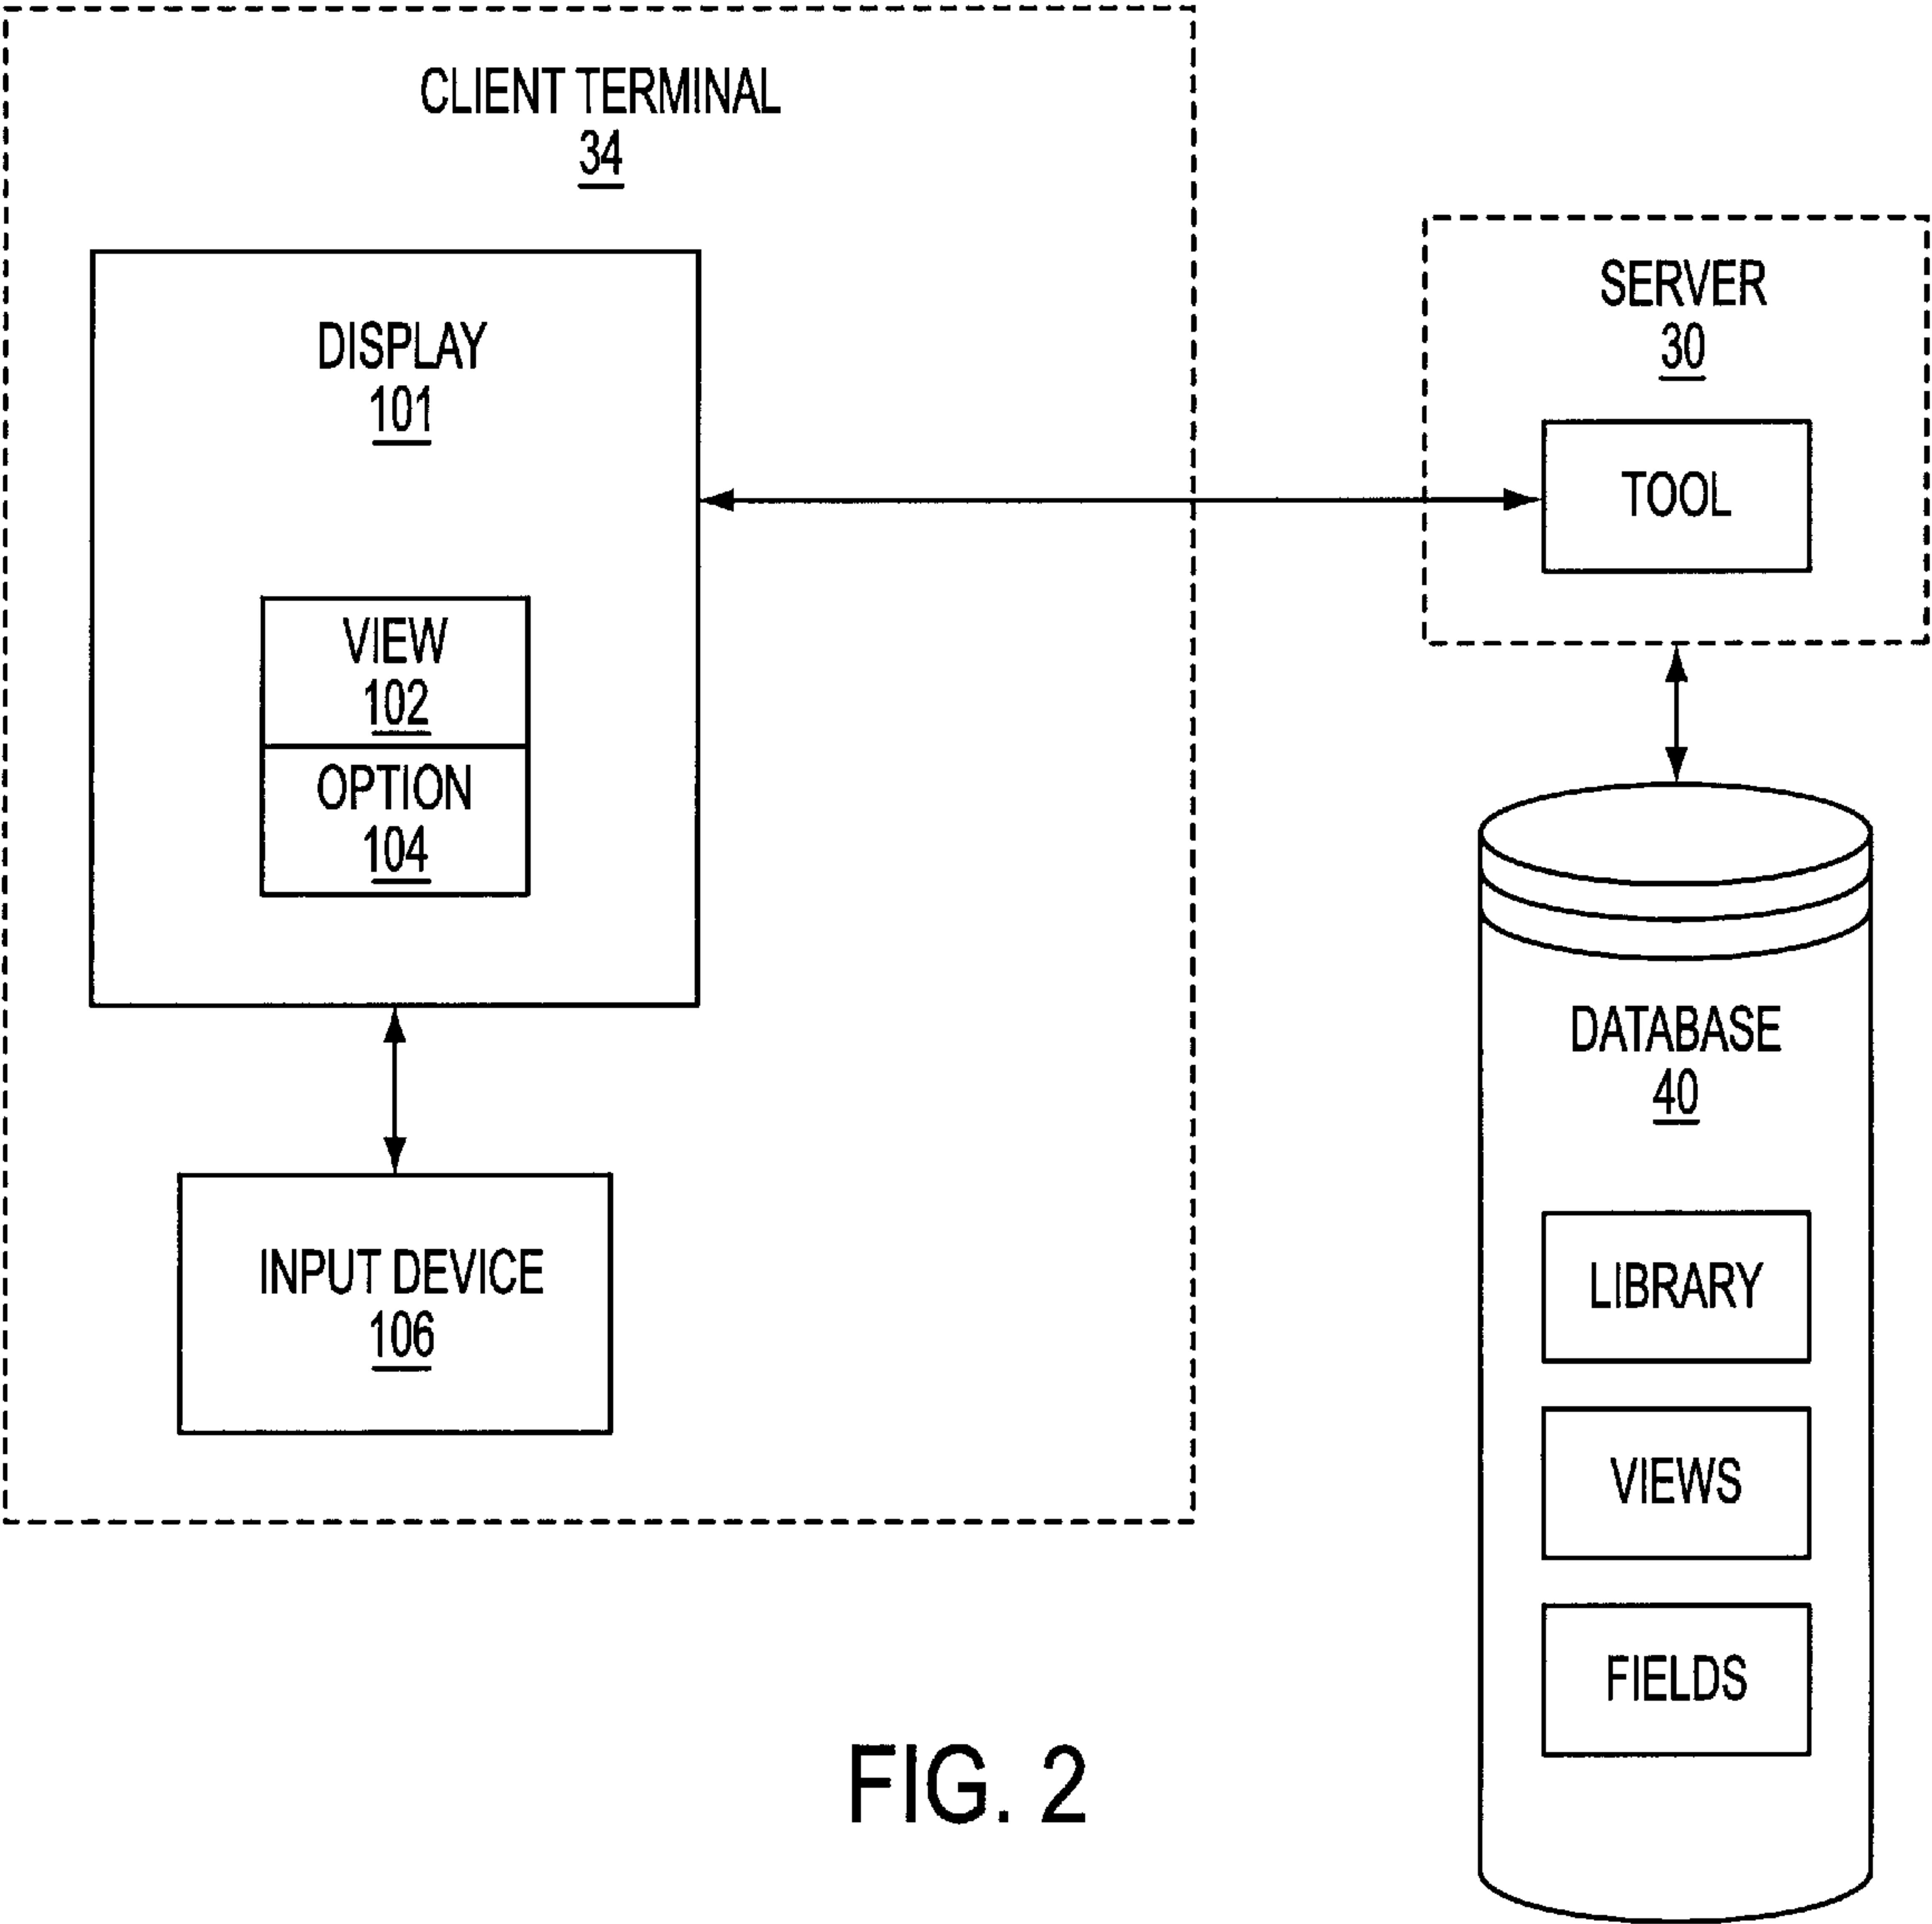 CLIENT TERMINAL
34
DISPLAY
101
VIEW
102
OPTION
104
INPUT DEVICE
106
SERVER
30
TOOL
DATABASE
40
LIBRARY
VIEWS
FIELDS
FIG. 2